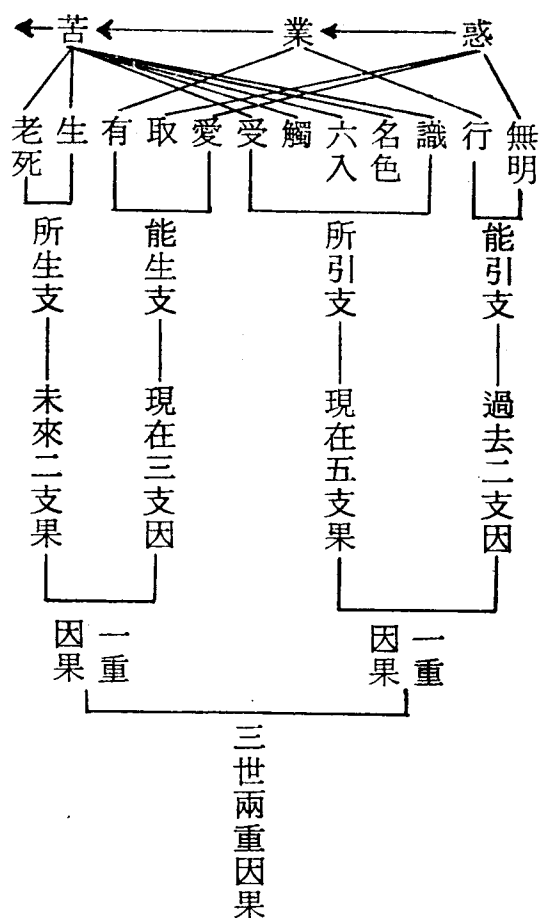 惑
業
苦
無明
行
識
名色
六入
觸
受
愛
取
有
生
老死
能引支
過去二支因
所引支
現在五支果
能生支
現在三支因
所生支
未來二支果
一重
因果
一重
因果
三世兩重因果